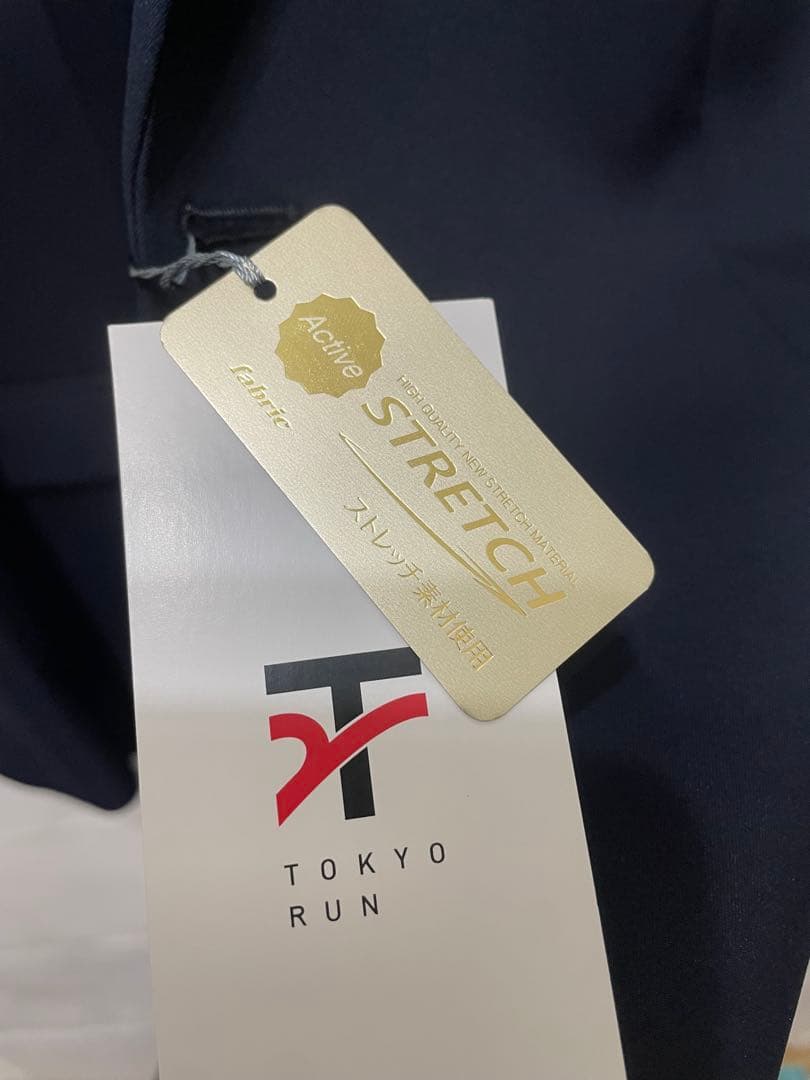 Active
fabric
HIGH QUALITY NEW STRETCH MATERIAL
STRETCH
ストレッチ素材使用
TOKYO
RUN